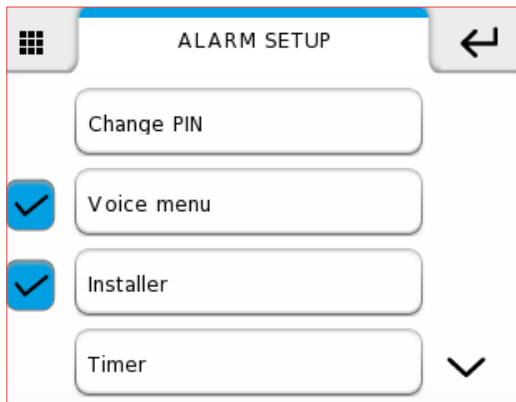 ALARM SETUP
Change PIN
Voice menu
Installer
Timer